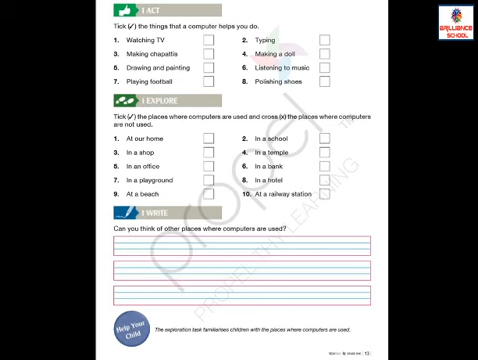 BRILLIANCE
SCHOOL
I ACT
Tick (✓) the things that a computer helps you do.
1. Watching TV 2. Typing
3. Making chapattis 4. Making a doll
5. Drawing and painting 6. Listening to music
7. Playing football 8. Polishing shoes
I EXPLORE
Tick (✓) the places where computers are used and cross (x) the places where computers
are not used.
1. At our home 2. In a school
3. In a shop 4. In a temple
5. In an office 6. In a bank
7. In a playground 8. In a hotel
9. At a beach 10. At a railway station
I WRITE
Can you think of other places where computers are used?
Help Your
Child
The exploration task familiarises children with the places where computers are used.
13
propel
TM
PROPEL THY LEARNING